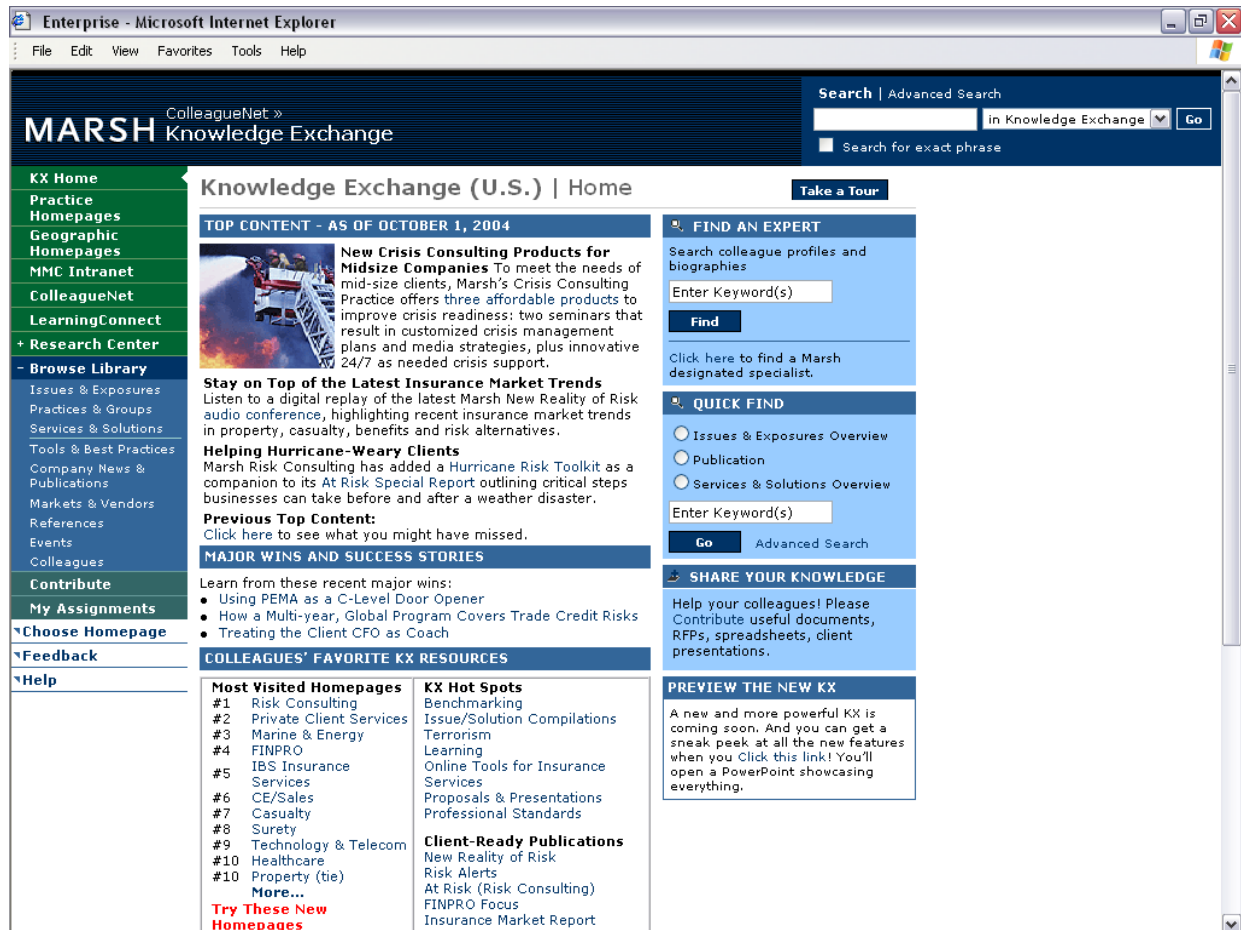 Enterprise - Microsoft Internet Explorer
File Edit View Favorites Tools Help
Search | Advanced Search
in Knowledge Exchange Go
Search for exact phrase
MARSH ColleagueNet »
Knowledge Exchange
KX Home
Practice
Homepages
Geographic
Homepages
MMC Intranet
ColleagueNet
LearningConnect
+ Research Center
- Browse Library
Issues & Exposures
Practices & Groups
Services & Solutions
Tools & Best Practices
Company News &
Publications
Markets & Vendors
References
Events
Colleagues
Contribute
My Assignments
Choose Homepage
Feedback
Help
Knowledge Exchange (U.S.) | Home
Take a Tour
TOP CONTENT - AS OF OCTOBER 1, 2004
New Crisis Consulting Products for
Midsize Companies To meet the needs of
mid-size clients, Marsh's Crisis Consulting
Practice offers three affordable products to
improve crisis readiness: two seminars that
result in customized crisis management
plans and media strategies, plus innovative
24/7 as needed crisis support.
Stay on Top of the Latest Insurance Market Trends
Listen to a digital replay of the latest Marsh New Reality of Risk
audio conference, highlighting recent insurance market trends
in property, casualty, benefits and risk alternatives.
Helping Hurricane-Weary Clients
Marsh Risk Consulting has added a Hurricane Risk Toolkit as a
companion to its At Risk Special Report outlining critical steps
businesses can take before and after a weather disaster.
Previous Top Content:
Click here to see what you might have missed.
MAJOR WINS AND SUCCESS STORIES
Learn from these recent major wins:
• Using PEMA as a C-Level Door Opener
• How a Multi-year, Global Program Covers Trade Credit Risks
• Treating the Client CFO as Coach
COLLEAGUES' FAVORITE KX RESOURCES
Most Visited Homepages
#1 Risk Consulting
#2 Private Client Services
#3 Marine & Energy
#4 FINPRO
#5 IBS Insurance
Services
#6 CE/Sales
#7 Casualty
#8 Surety
#9 Technology & Telecom
#10 Healthcare
#10 Property (tie)
More...
Try These New
Homepages
KX Hot Spots
Benchmarking
Issue/Solution Compilations
Terrorism
Learning
Online Tools for Insurance
Services
Proposals & Presentations
Professional Standards
Client-Ready Publications
New Reality of Risk
Risk Alerts
At Risk (Risk Consulting)
FINPRO Focus
Insurance Market Report
FIND AN EXPERT
Search colleague profiles and
biographies
Enter Keyword(s)
Find
Click here to find a Marsh
designated specialist.
QUICK FIND
Issues & Exposures Overview
Publication
Services & Solutions Overview
Enter Keyword(s)
Go Advanced Search
SHARE YOUR KNOWLEDGE
Help your colleagues! Please
Contribute useful documents,
RFPs, spreadsheets, client
presentations.
PREVIEW THE NEW KX
A new and more powerful KX is
coming soon. And you can get a
sneak peek at all the new features
when you Click this link! You'll
open a PowerPoint showcasing
everything.